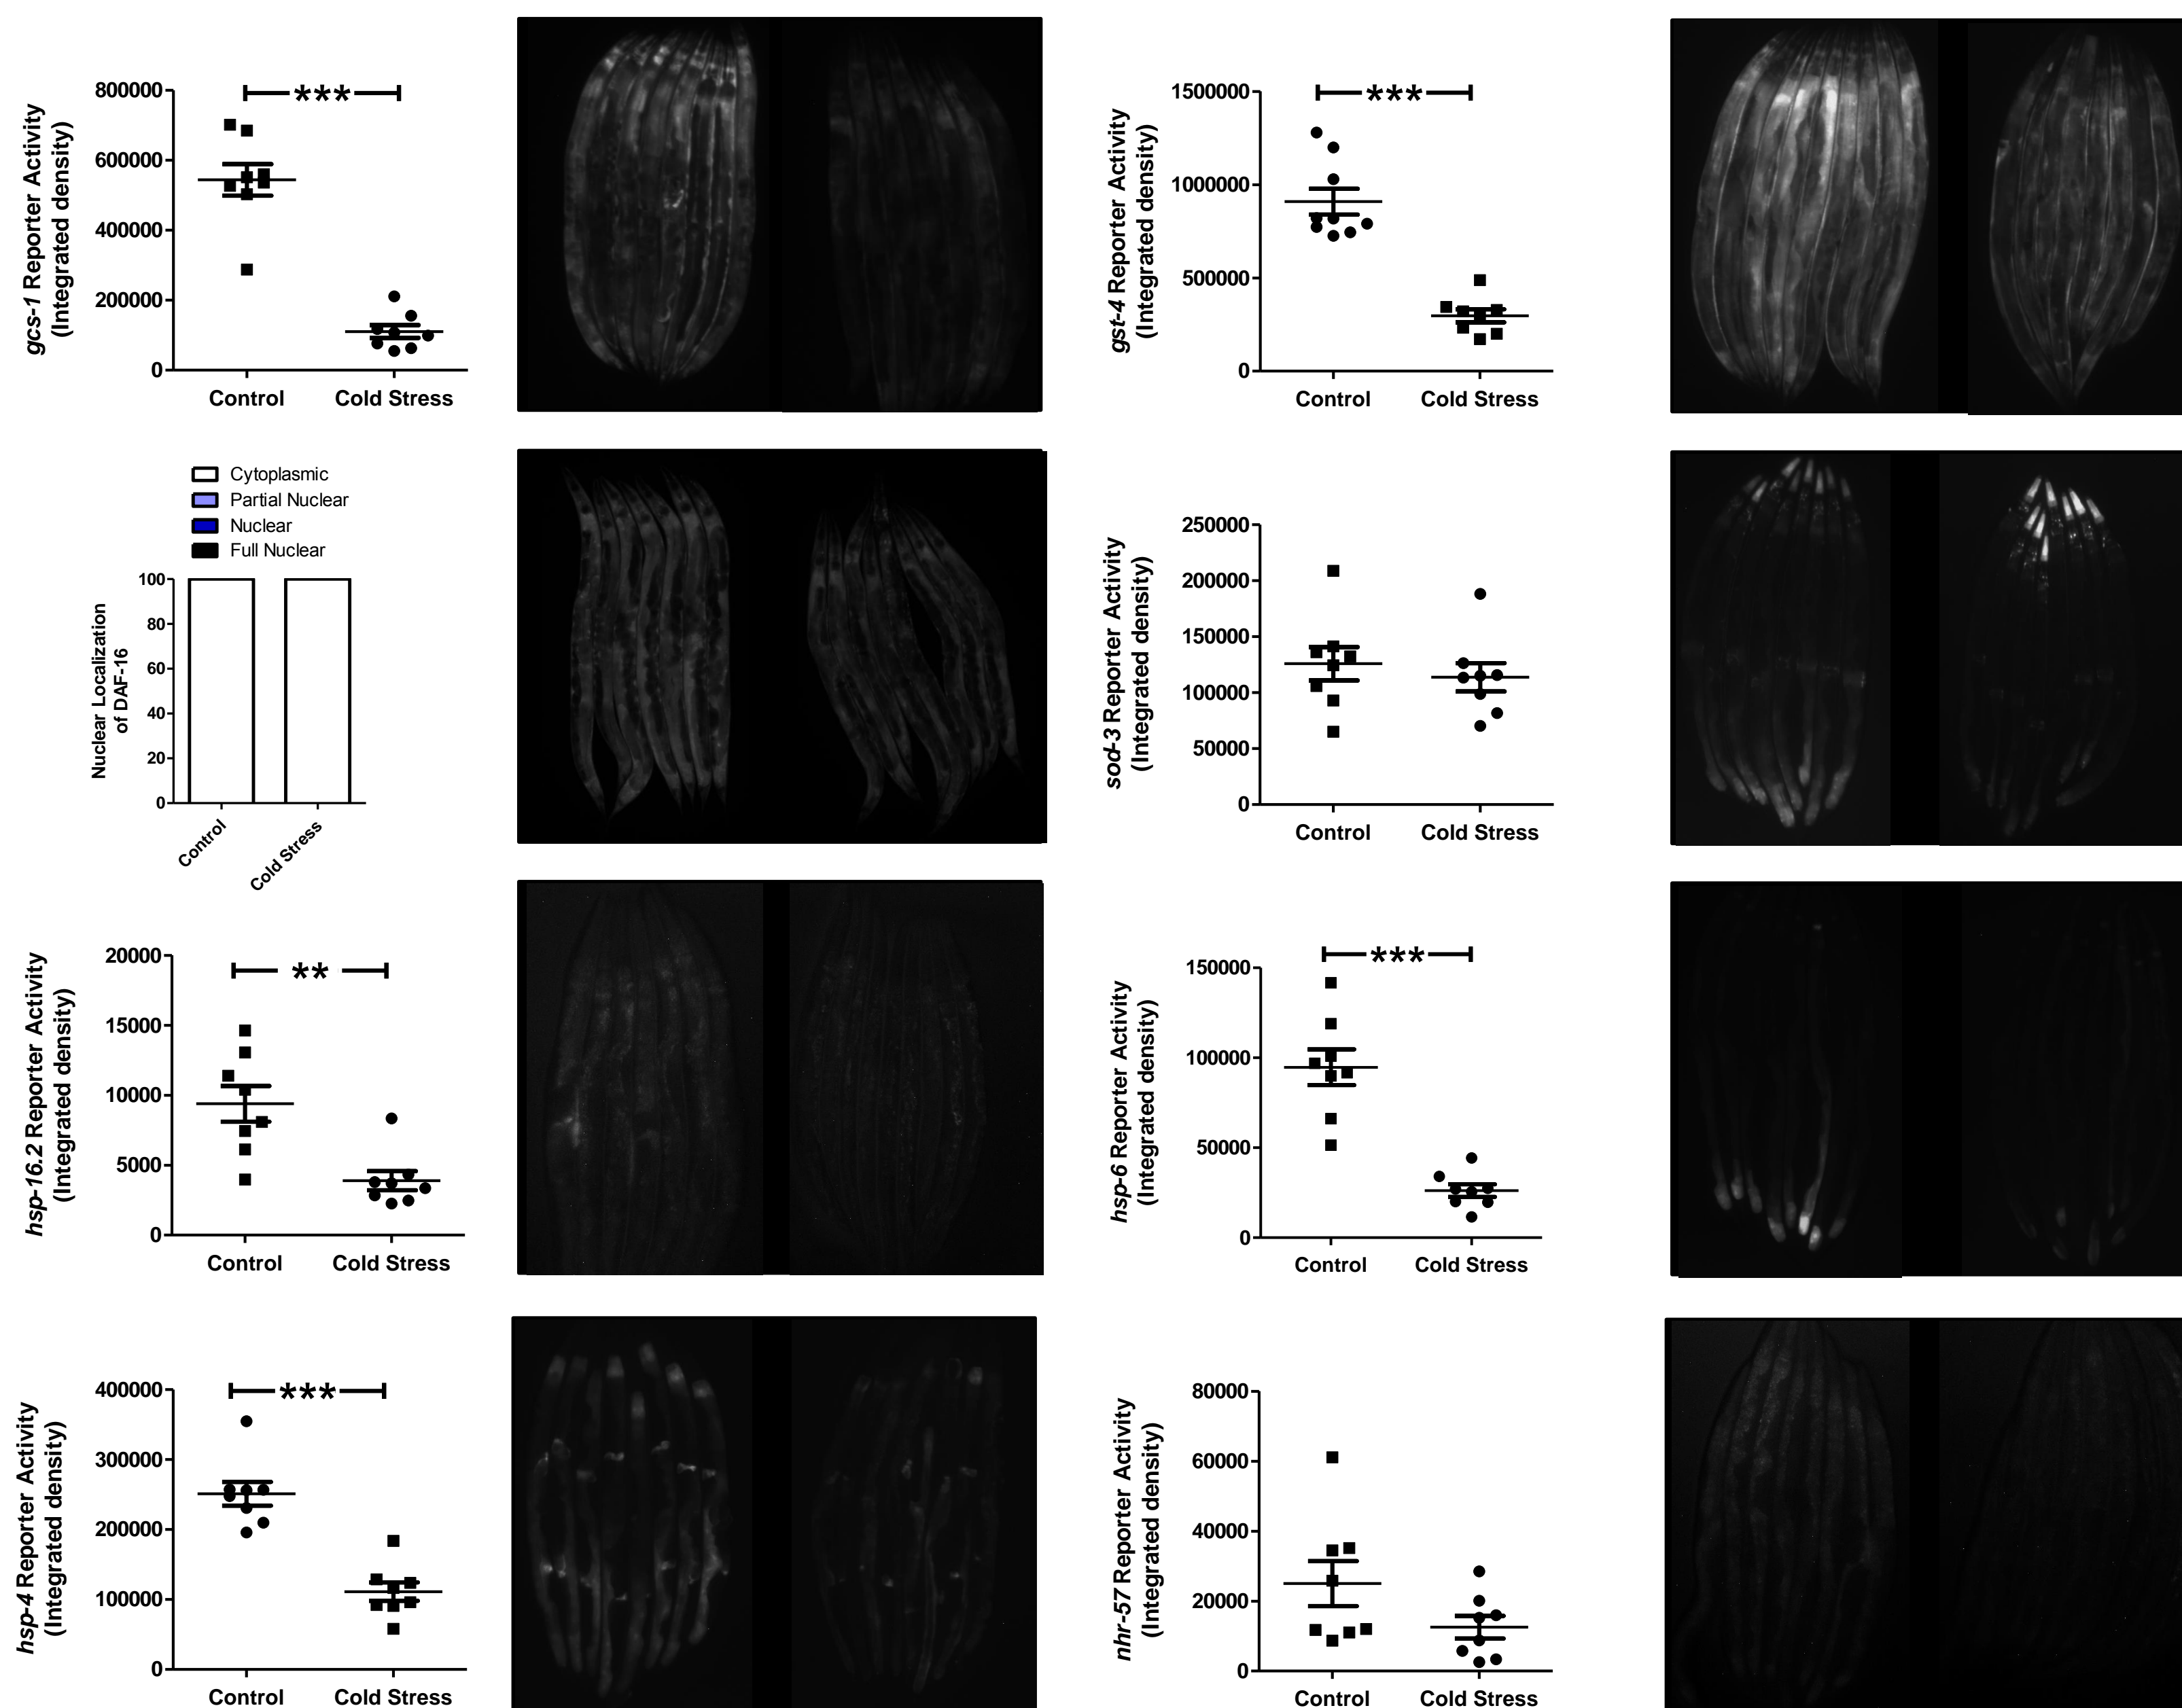 gcs-1 Reporter Activity
(Integrated density)
800000
600000
400000
200000
0
***
Control
Cold Stress
gst-4 Reporter Activity
(Integrated density)
1500000
1000000
500000
0
***
Control
Cold Stress
Cytoplasmic
Partial Nuclear
Nuclear
Full Nuclear
Nuclear Localization
of DAF-16
100
80
60
40
20
0
Control
Cold Stress
sod-3 Reporter Activity
(Integrated density)
250000
200000
150000
100000
50000
0
Control
Cold Stress
hsp-16.2 Reporter Activity
(Integrated density)
20000
15000
10000
5000
0
**
Control
Cold Stress
hsp-6 Reporter Activity
(Integrated density)
150000
100000
50000
0
***
Control
Cold Stress
hsp-4 Reporter Activity
(Integrated density)
400000
300000
200000
100000
0
***
Control
Cold Stress
nhr-57 Reporter Activity
(Integrated density)
80000
60000
40000
20000
0
Control
Cold Stress